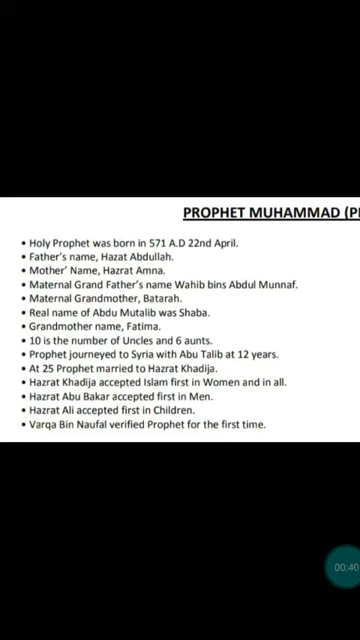 PROPHET MUHAMMAD (P
• Holy Prophet was born in 571 A.D 22nd April.
• Father's name, Hazat Abdullah.
• Mother' Name, Hazrat Amna.
• Maternal Grand Father's name Wahib bins Abdul Munnaf.
• Maternal Grandmother, Batarah.
• Real name of Abdu Mutalib was Shaba.
• Grandmother name, Fatima.
• 10 is the number of Uncles and 6 aunts.
• Prophet journeyed to Syria with Abu Talib at 12 years.
• At 25 Prophet married to Hazrat Khadija.
• Hazrat Khadija accepted Islam first in Women and in all.
• Hazrat Abu Bakar accepted first in Men.
• Hazrat Ali accepted first in Children.
• Varqa Bin Naufal verified Prophet for the first time.
00:40